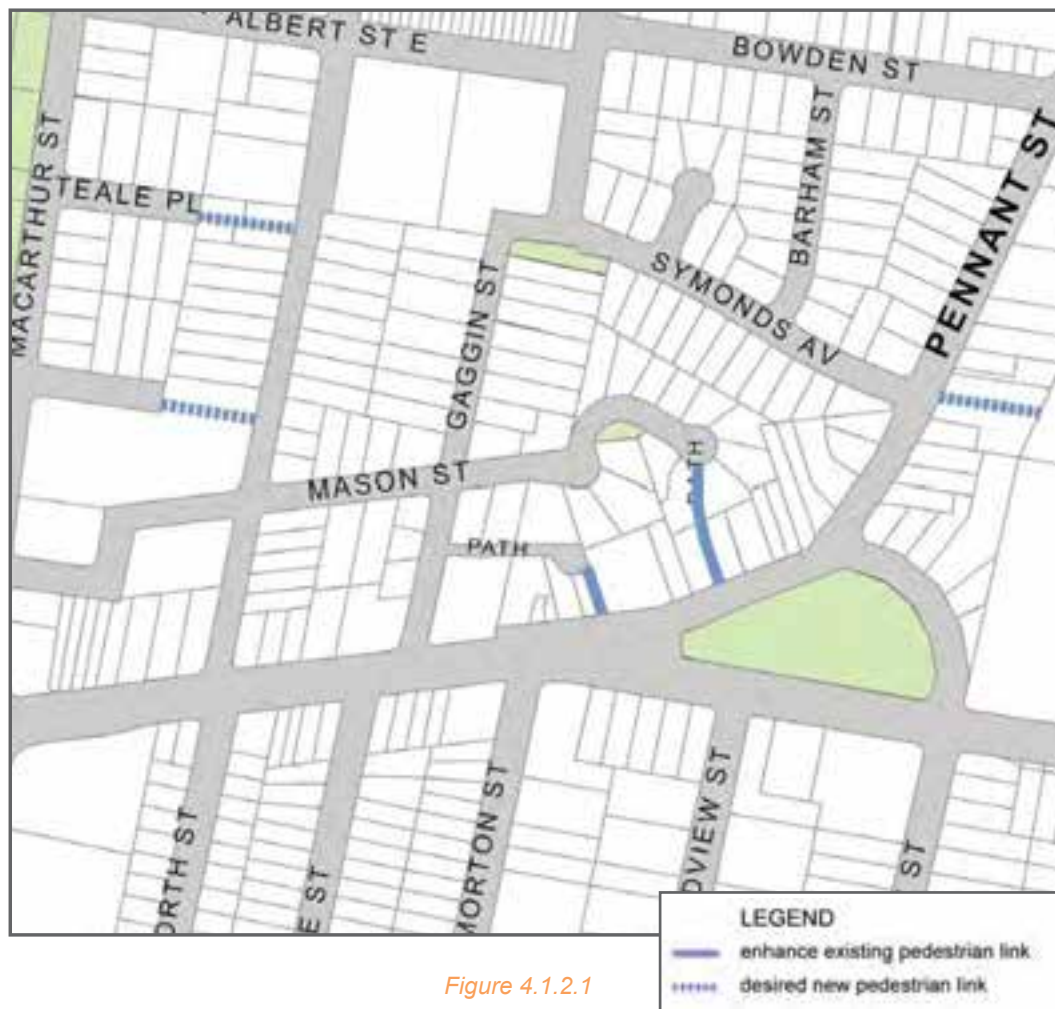 ALBERT ST E
BOWDEN ST
MACARTHUR ST
TEALE PL
BARHAM ST
PENNANT ST
GAGGIN ST
SYMONDS AV
MASON ST
PATH
PATH
ORTH ST
E ST
MORTON ST
DVIEW ST
ST
LEGEND
enhance existing pedestrian link
desired new pedestrian link
Figure 4.1.2.1